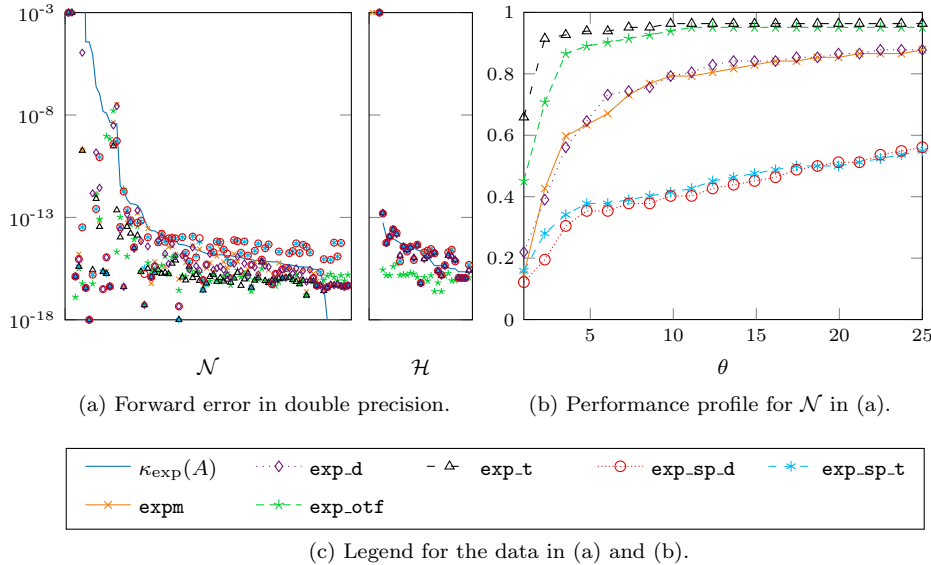 10^{-3}
10^{-8}
10^{-13}
10^{-18}
𝒩
ℋ
(a) Forward error in double precision.
1
0.8
0.6
0.4
0.2
0
5 10 15 20 25
θ
(b) Performance profile for 𝒩 in (a).
κ_{exp}(A) exp_d exp_t exp_sp_d exp_sp_t
expm exp_otf
(c) Legend for the data in (a) and (b).